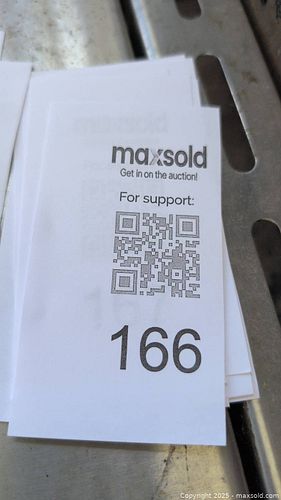 maxsold
Get in on the auction!
For support:
166
Copyright 2025 - maxsold.com